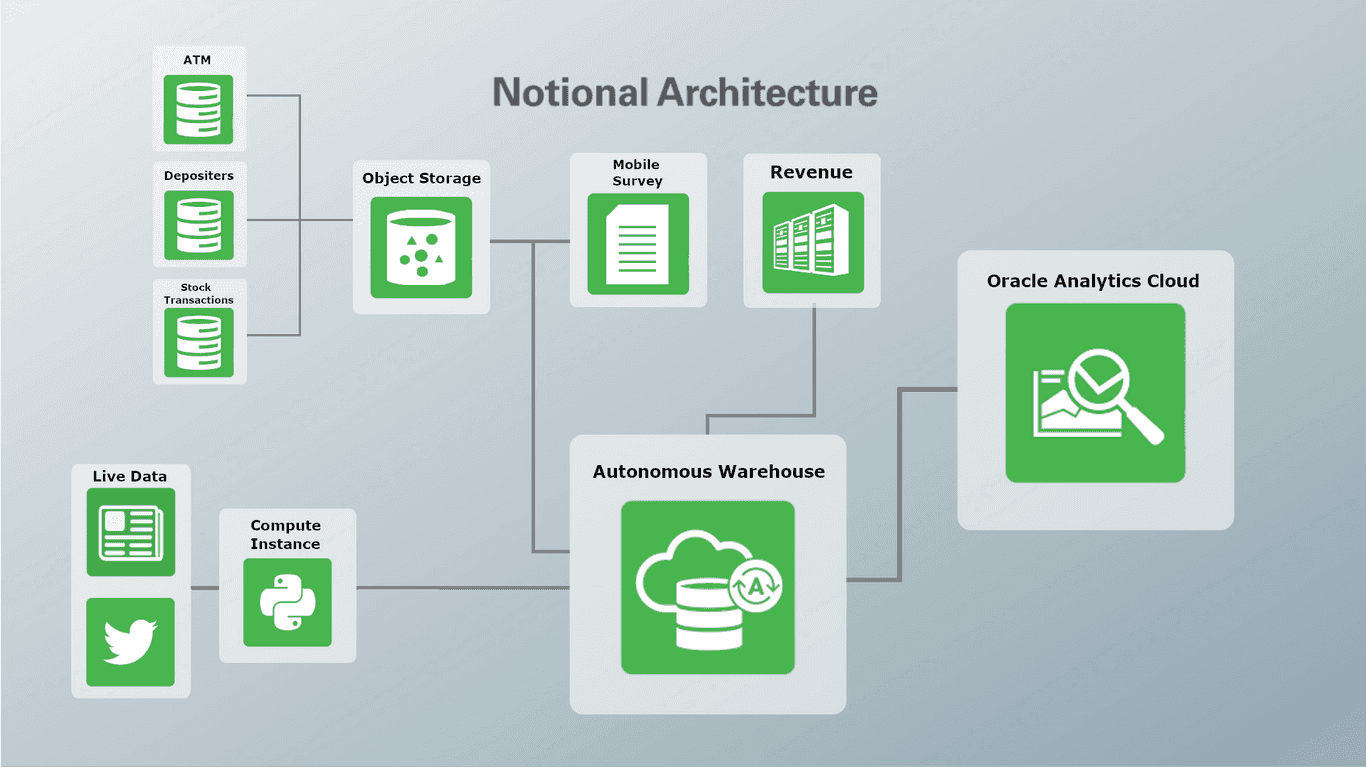 Notional Architecture
ATM
Depositers
Stock
Transactions
Object Storage
Mobile
Survey
Revenue
Oracle Analytics Cloud
Live Data
Compute
Instance
Autonomous Warehouse
A